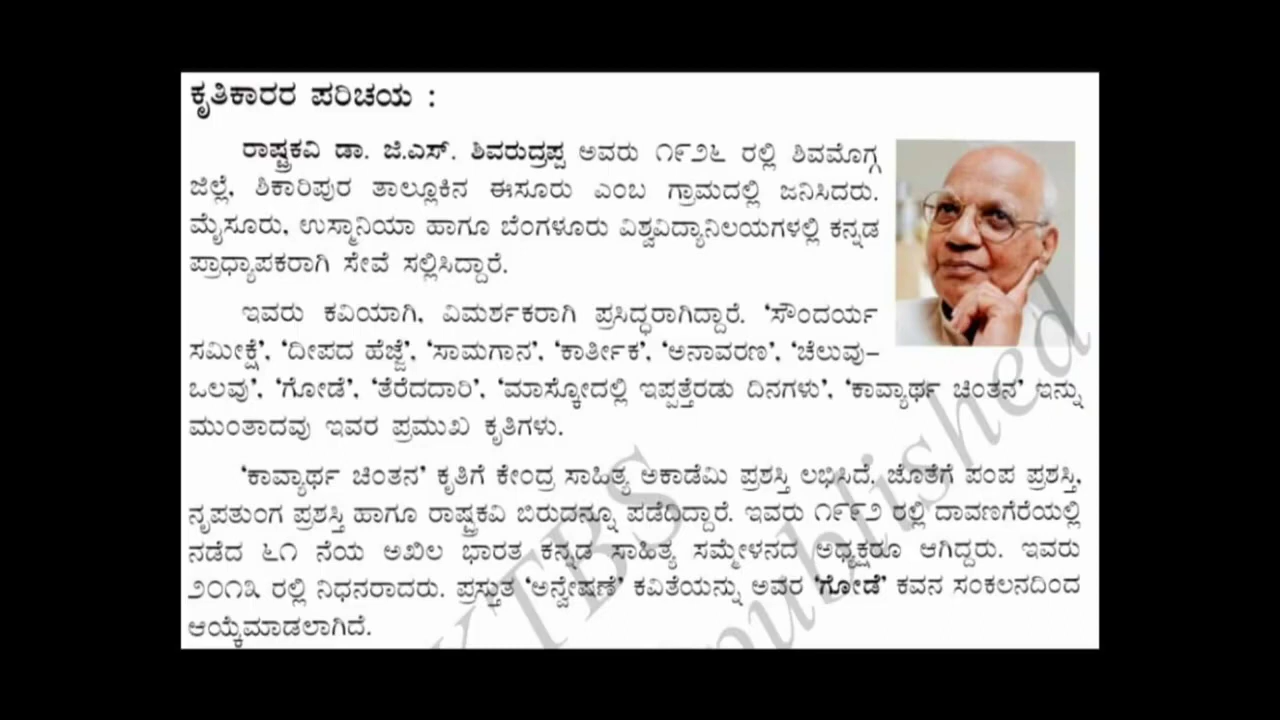 ಕೃತಿಕಾರರ ಪರಿಚಯ :
ರಾಷ್ಟ್ರಕವಿ ಡಾ. ಜಿ.ಎಸ್. ಶಿವರುದ್ರಪ್ಪ ಅವರು ೧೯೨೬ ರಲ್ಲಿ ಶಿವಮೊಗ್ಗ
ಜಿಲ್ಲೆ, ಶಿಕಾರಿಪುರ ತಾಲ್ಲೂಕಿನ ಈಸೂರು ಎಂಬ ಗ್ರಾಮದಲ್ಲಿ ಜನಿಸಿದರು.
ಮೈಸೂರು, ಉಸ್ಮಾನಿಯಾ ಹಾಗೂ ಬೆಂಗಳೂರು ವಿಶ್ವವಿದ್ಯಾನಿಲಯಗಳಲ್ಲಿ ಕನ್ನಡ
ಪ್ರಾಧ್ಯಾಪಕರಾಗಿ ಸೇವೆ ಸಲ್ಲಿಸಿದ್ದಾರೆ.
ಇವರು ಕವಿಯಾಗಿ, ವಿಮರ್ಶಕರಾಗಿ ಪ್ರಸಿದ್ಧರಾಗಿದ್ದಾರೆ. ‘ಸೌಂದರ್ಯ
ಸಮೀಕ್ಷೆ’, ‘ದೀಪದ ಹೆಜ್ಜೆ’, ‘ಸಾಮಗಾನ’, ‘ಕಾರ್ತೀಕ’, ‘ಅನಾವರಣ’, ‘ಚೆಲುವು–
ಒಲವು’, ‘ಗೋಡೆ’, ‘ತೆರೆದದಾರಿ’, ‘ಮಾಸ್ಕೋದಲ್ಲಿ ಇಪ್ಪತ್ತೆರಡು ದಿನಗಳು’, ‘ಕಾವ್ಯಾರ್ಥ ಚಿಂತನ’ ಇನ್ನು
ಮುಂತಾದವು ಇವರ ಪ್ರಮುಖ ಕೃತಿಗಳು.
‘ಕಾವ್ಯಾರ್ಥ ಚಿಂತನ’ ಕೃತಿಗೆ ಕೇಂದ್ರ ಸಾಹಿತ್ಯ ಅಕಾಡೆಮಿ ಪ್ರಶಸ್ತಿ ಲಭಿಸಿದೆ, ಜೊತೆಗೆ ಪಂಪ ಪ್ರಶಸ್ತಿ,
ನೃಪತುಂಗ ಪ್ರಶಸ್ತಿ ಹಾಗೂ ರಾಷ್ಟ್ರಕವಿ ಬಿರುದನ್ನೂ ಪಡೆದಿದ್ದಾರೆ. ಇವರು ೧೯೯೨ ರಲ್ಲಿ ದಾವಣಗೆರೆಯಲ್ಲಿ
ನಡೆದ ೬೧ ನೆಯ ಅಖಿಲ ಭಾರತ ಕನ್ನಡ ಸಾಹಿತ್ಯ ಸಮ್ಮೇಳನದ ಅಧ್ಯಕ್ಷರೂ ಆಗಿದ್ದರು. ಇವರು
೨೦೧೩ ರಲ್ಲಿ ನಿಧನರಾದರು. ಪ್ರಸ್ತುತ ‘ಅನ್ವೇಷಣೆ’ ಕವಿತೆಯನ್ನು ಅವರ ‘ಗೋಡೆ’ ಕವನ ಸಂಕಲನದಿಂದ
ಆಯ್ಕೆಮಾಡಲಾಗಿದೆ.
KTBS
published